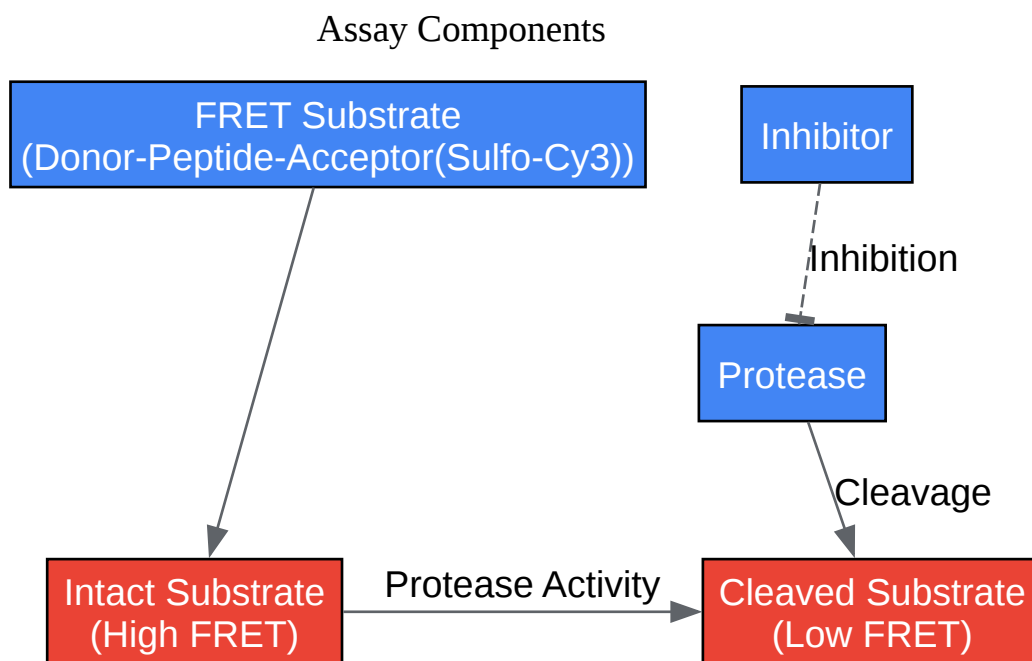 Assay Components
FRET Substrate
(Donor-Peptide-Acceptor(Sulfo-Cy3))
Inhibitor
Inhibition
Protease
Cleavage
Intact Substrate
(High FRET)
Protease Activity
Cleaved Substrate
(Low FRET)